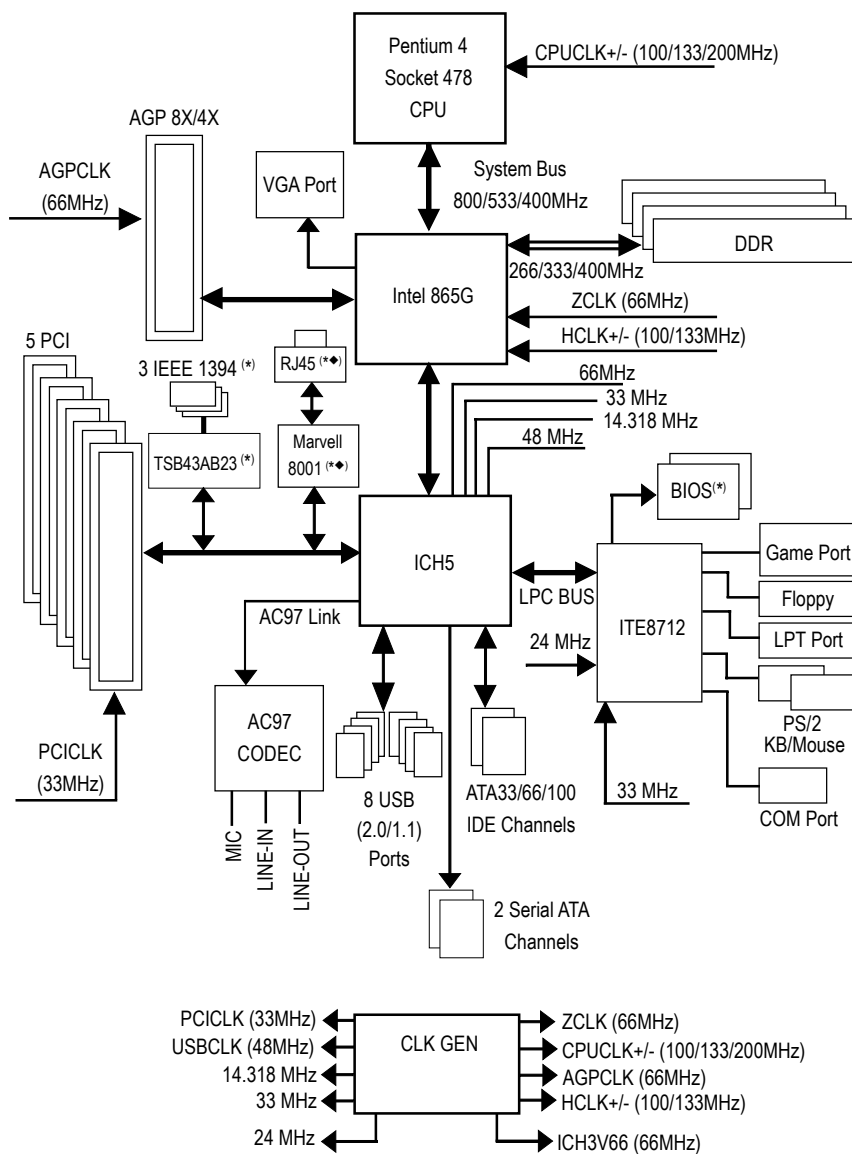 Pentium 4
Socket 478
CPU
CPUCLK+/- (100/133/200MHz)
AGP 8X/4X
AGPCLK
(66MHz)
VGA Port
System Bus
800/533/400MHz
DDR
266/333/400MHz
Intel 865G
ZCLK (66MHz)
HCLK+/- (100/133MHz)
5 PCI
3 IEEE 1394 (*)
RJ45 (*◆)
66MHz
33 MHz
14.318 MHz
48 MHz
TSB43AB23 (*)
Marvell
8001 (*◆)
BIOS(*)
ICH5
LPC BUS
ITE8712
Game Port
Floppy
LPT Port
PS/2
KB/Mouse
COM Port
AC97 Link
24 MHz
33 MHz
AC97
CODEC
PCICLK
(33MHz)
MIC
LINE-IN
LINE-OUT
8 USB
(2.0/1.1)
Ports
ATA33/66/100
IDE Channels
2 Serial ATA
Channels
CLK GEN
PCICLK (33MHz)
USBCLK (48MHz)
14.318 MHz
33 MHz
24 MHz
ZCLK (66MHz)
CPUCLK+/- (100/133/200MHz)
AGPCLK (66MHz)
HCLK+/- (100/133MHz)
ICH3V66 (66MHz)